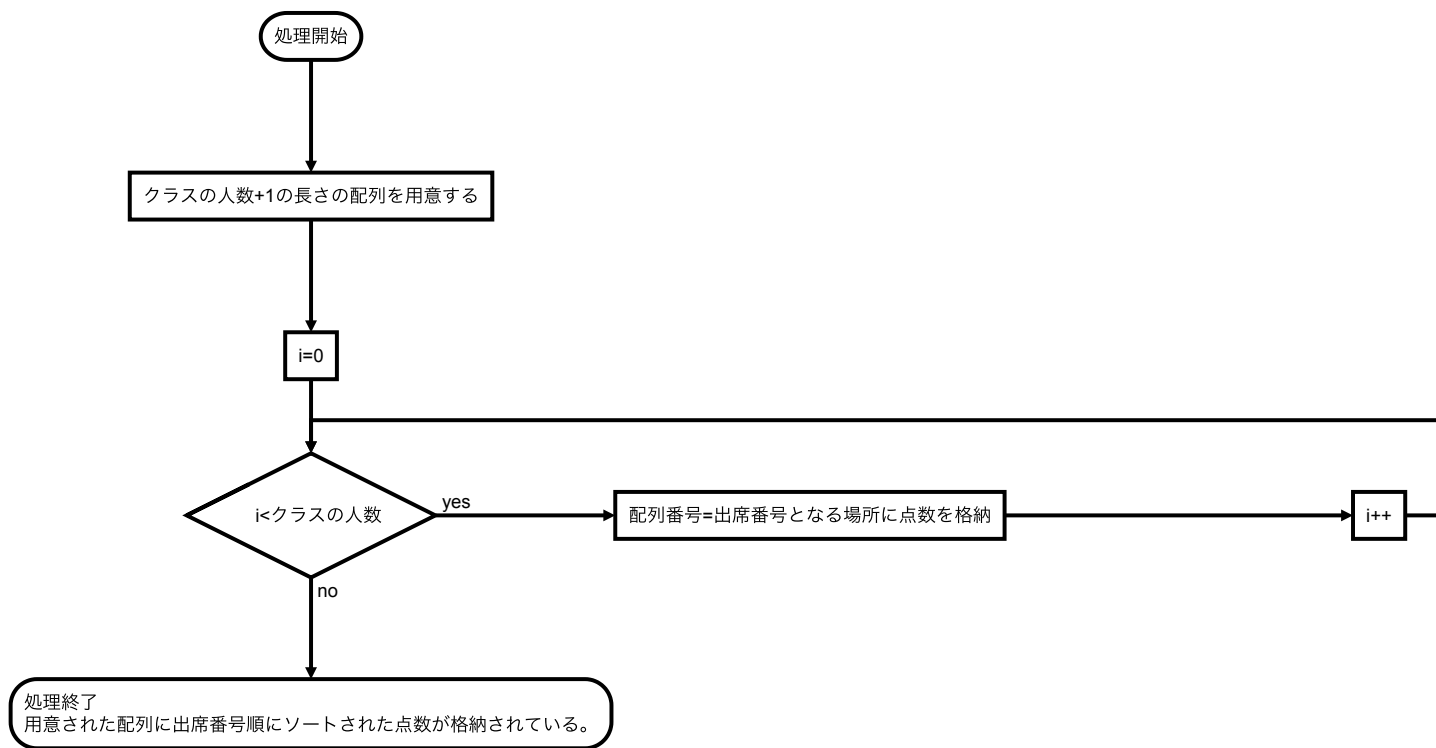 処理開始
クラスの人数+1の長さの配列を用意する
i=0
i<クラスの人数
yes
配列番号=出席番号となる場所に点数を格納
i++
no
処理終了
用意された配列に出席番号順にソートされた点数が格納されている。